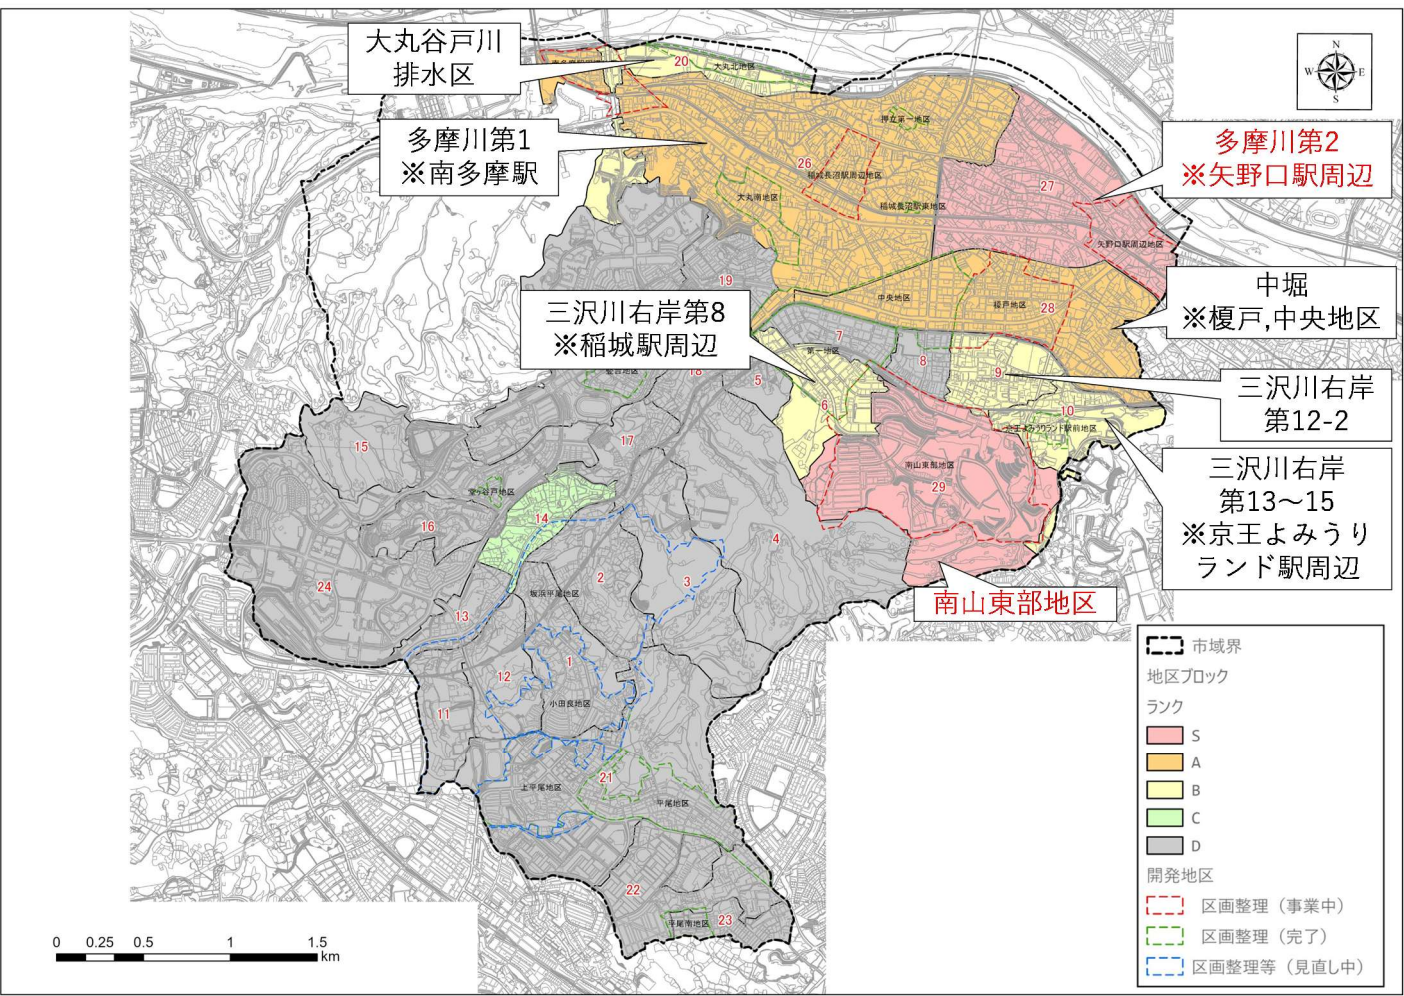 大丸谷戸川
排水区
20
大丸北地区
N
W
E
S
多摩川第1
※南多摩駅
押立第一地区
多摩川第2
※矢野口駅周辺
26
稲城長沼駅周辺地区
27
大丸南地区
稲城長沼駅東地区
矢野口駅周辺地区
19
中堀
※榎戸,中央地区
中央地区
榎戸地区
28
三沢川右岸第8
※稲城駅周辺
7
第一地区
8
9
18
5
6
三沢川右岸
第12-2
10
京王よみうりランド駅前地区
15
17
南山東部地区
29
三沢川右岸
第13～15
※京王よみうり
ランド駅周辺
堂ヶ谷戸地区
14
16
4
24
2
3
坂浜平尾地区
13
南山東部地区
1
12
小田良地区
11
21
上平尾地区
平尾地区
22
平尾南地区
23
市域界
地区ブロック
ランク
S
A
B
C
D
開発地区
区画整理（事業中）
区画整理（完了）
区画整理等（見直し中）
0 0.25 0.5 1 1.5
km